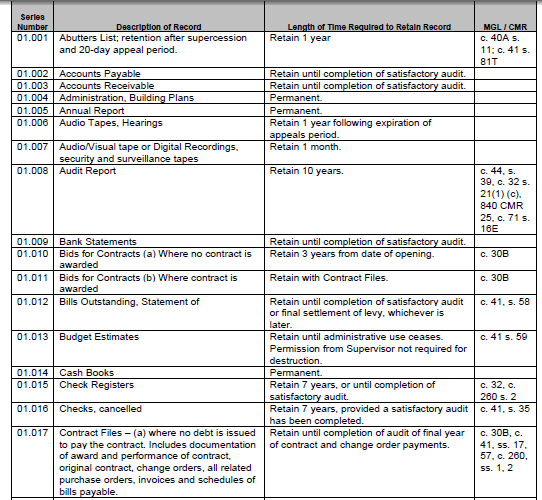 Series
Number Description of Record Length of Time Required to Retain Record MGL / CMR
01.001 Abutters List; retention after supercession Retain 1 year c. 40A s.
and 20-day appeal period. 11; c. 41 s.
81T
01.002 Accounts Payable Retain until completion of satisfactory audit.
01.003 Accounts Receivable Retain until completion of satisfactory audit.
01.004 Administration, Building Plans Permanent.
01.005 Annual Report Permanent.
01.006 Audio Tapes, Hearings Retain 1 year following expiration of
appeals period.
01.007 Audio/Visual tape or Digital Recordings, Retain 1 month.
security and surveillance tapes
01.008 Audit Report Retain 10 years. c. 44, s.
39, c. 32 s.
21(1) (c),
840 CMR
25, c. 71 s.
16E
01.009 Bank Statements Retain until completion of satisfactory audit.
01.010 Bids for Contracts (a) Where no contract is Retain 3 years from date of opening. c. 30B
awarded
01.011 Bids for Contracts (b) Where contract is Retain with Contract Files. c. 30B
awarded
01.012 Bills Outstanding, Statement of Retain until completion of satisfactory audit c. 41, s. 58
or final settlement of levy, whichever is
later.
01.013 Budget Estimates Retain until administrative use ceases. c. 41 s. 59
Permission from Supervisor not required for
destruction.
01.014 Cash Books Permanent.
01.015 Check Registers Retain 7 years, or until completion of c. 32, c.
satisfactory audit. 260 s. 2
01.016 Checks, cancelled Retain 7 years, provided a satisfactory audit c. 41, s. 35
has been completed.
01.017 Contract Files – (a) where no debt is issued Retain until completion of audit of final year c. 30B, c.
to pay the contract. Includes documentation of contract and change order payments. 41, ss. 17,
of award and performance of contract, 57, c. 260,
original contract, change orders, all related ss. 1, 2
purchase orders, invoices and schedules of
bills payable.